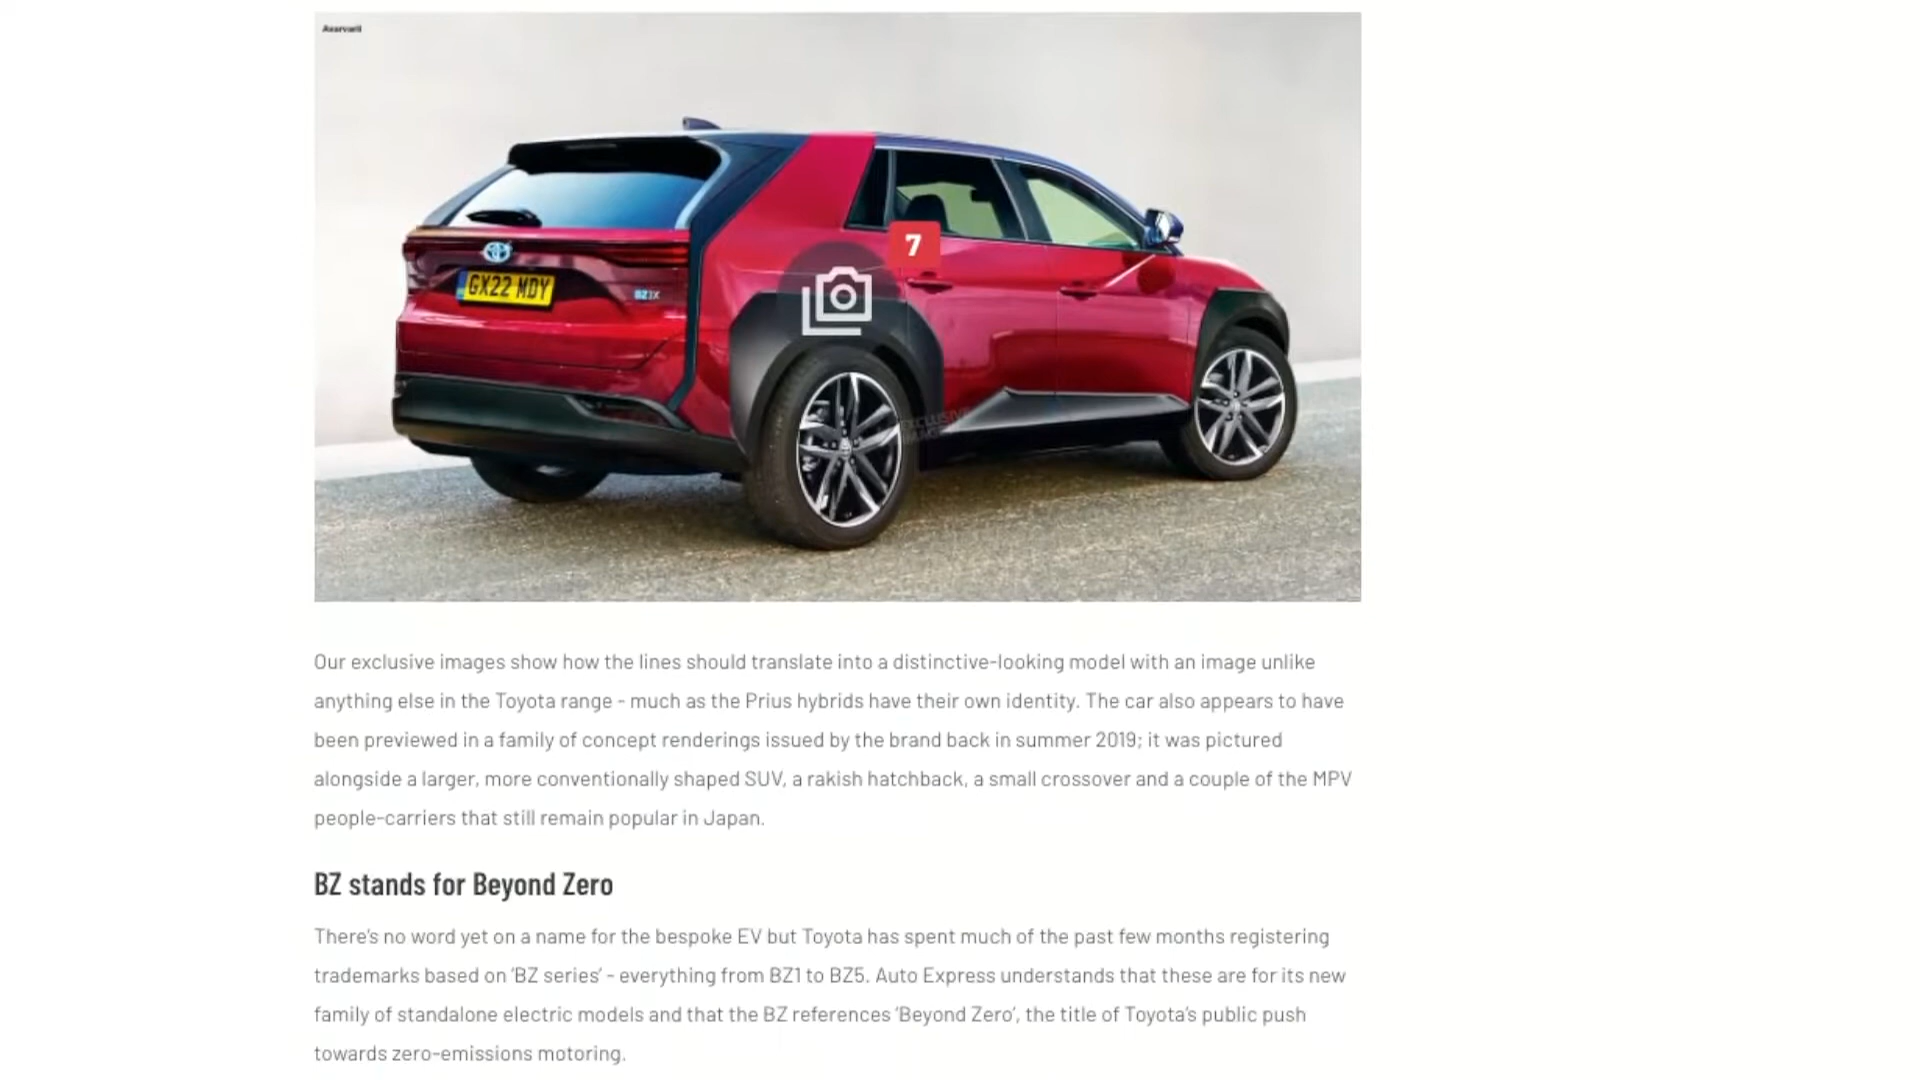 Avarvarii
7
GX22 MDY
BZ3X
EXCLUSIVE
Our exclusive images show how the lines should translate into a distinctive-looking model with an image unlike
anything else in the Toyota range - much as the Prius hybrids have their own identity. The car also appears to have
been previewed in a family of concept renderings issued by the brand back in summer 2019; it was pictured
alongside a larger, more conventionally shaped SUV, a rakish hatchback, a small crossover and a couple of the MPV
people-carriers that still remain popular in Japan.
BZ stands for Beyond Zero
There's no word yet on a name for the bespoke EV but Toyota has spent much of the past few months registering
trademarks based on ‘BZ series’ - everything from BZ1 to BZ5. Auto Express understands that these are for its new
family of standalone electric models and that the BZ references ‘Beyond Zero’, the title of Toyota's public push
towards zero-emissions motoring.